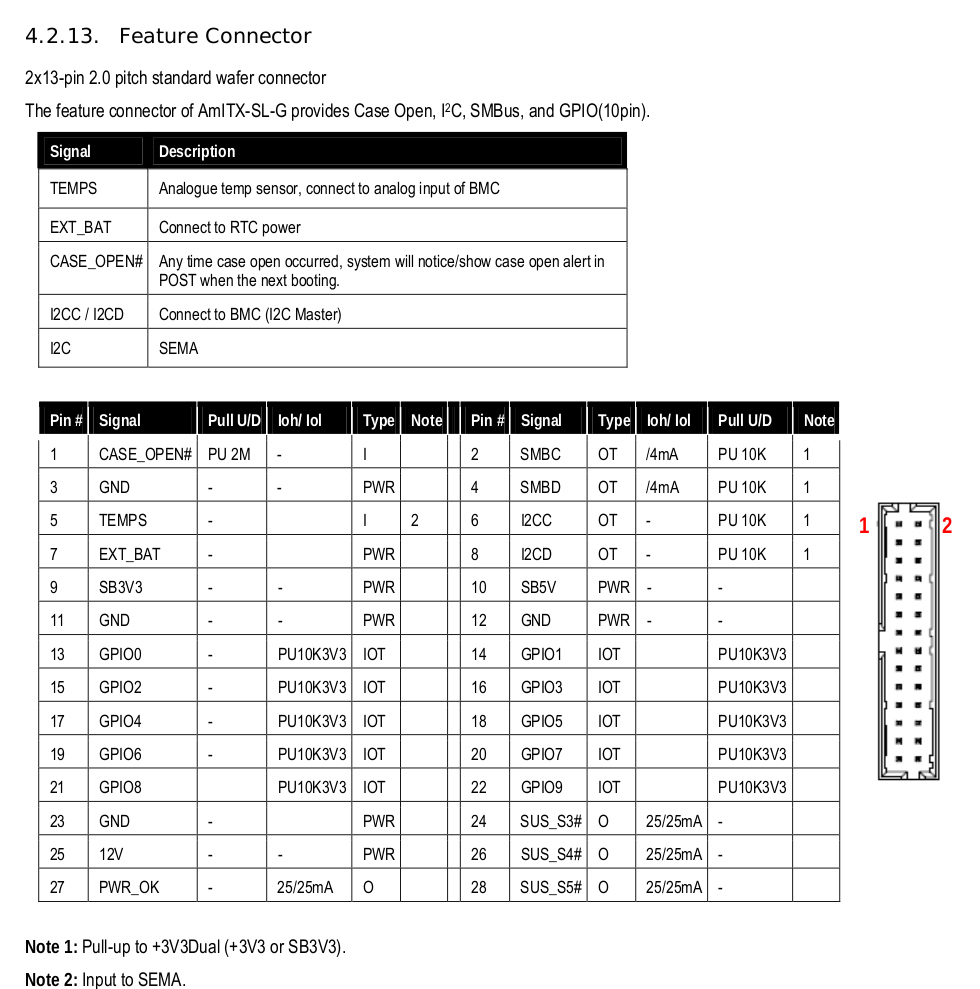 4.2.13. Feature Connector
2x13-pin 2.0 pitch standard wafer connector
The feature connector of AmITX-SL-G provides Case Open, I²C, SMBus, and GPIO(10pin).
Signal Description
TEMPS Analogue temp sensor, connect to analog input of BMC
EXT_BAT Connect to RTC power
CASE_OPEN# Any time case open occurred, system will notice/show case open alert in
POST when the next booting.
I2CC / I2CD Connect to BMC (I2C Master)
I2C SEMA
Pin # Signal Pull U/D Ioh/ Iol Type Note Pin # Signal Type Ioh/ Iol Pull U/D Note
1 CASE_OPEN# PU 2M - I 2 SMBC OT /4mA PU 10K 1
3 GND - - PWR 4 SMBD OT /4mA PU 10K 1
5 TEMPS - I 2 6 I2CC OT - PU 10K 1
7 EXT_BAT - PWR 8 I2CD OT - PU 10K 1
9 SB3V3 - - PWR 10 SB5V PWR - -
11 GND - - PWR 12 GND PWR - -
13 GPIO0 - PU10K3V3 IOT 14 GPIO1 IOT PU10K3V3
15 GPIO2 - PU10K3V3 IOT 16 GPIO3 IOT PU10K3V3
17 GPIO4 - PU10K3V3 IOT 18 GPIO5 IOT PU10K3V3
19 GPIO6 - PU10K3V3 IOT 20 GPIO7 IOT PU10K3V3
21 GPIO8 PU10K3V3 IOT 22 GPIO9 IOT PU10K3V3
23 GND - PWR 24 SUS_S3# O 25/25mA -
25 12V - - PWR 26 SUS_S4# O 25/25mA -
27 PWR_OK - 25/25mA O 28 SUS_S5# O 25/25mA -
1 2
Note 1: Pull-up to +3V3Dual (+3V3 or SB3V3).
Note 2: Input to SEMA.